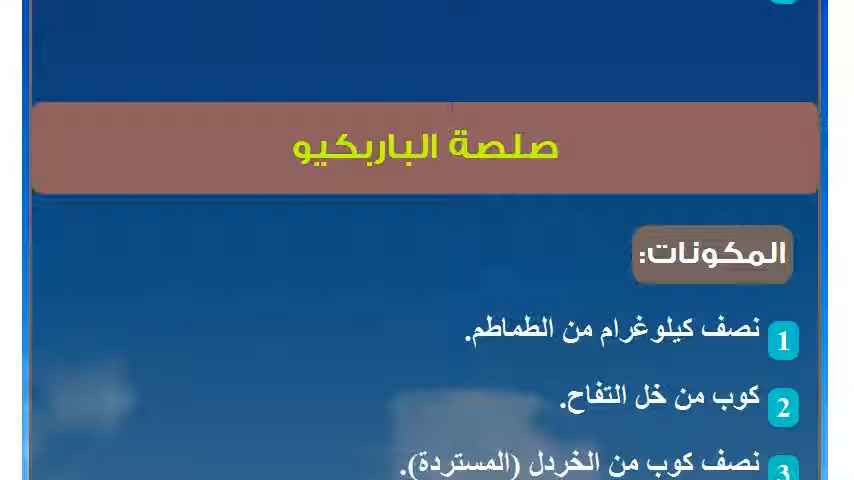 صلصة الباربكيو
المكونات:
1 نصف كيلوغرام من الطماطم.
2 كوب من خل التفاح.
3 نصف كوب من الخردل (المستردة).